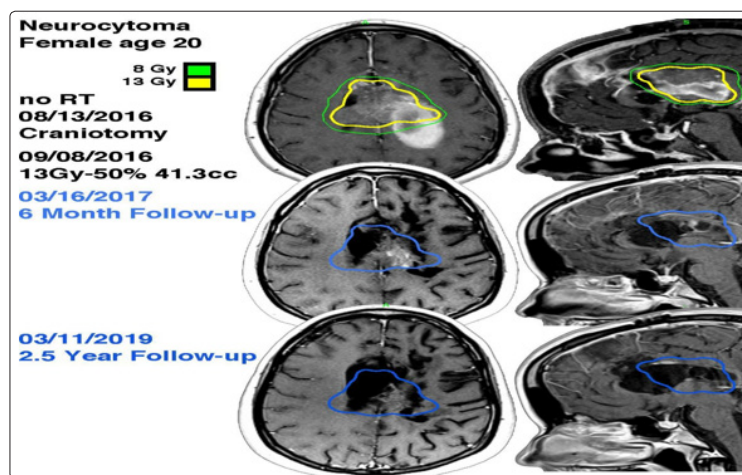 Neurocytoma
Female age 20
8 Gy
13 Gy
no RT
08/13/2016
Craniotomy
09/08/2016
13Gy-50% 41.3cc
03/16/2017
6 Month Follow-up
03/11/2019
2.5 Year Follow-up